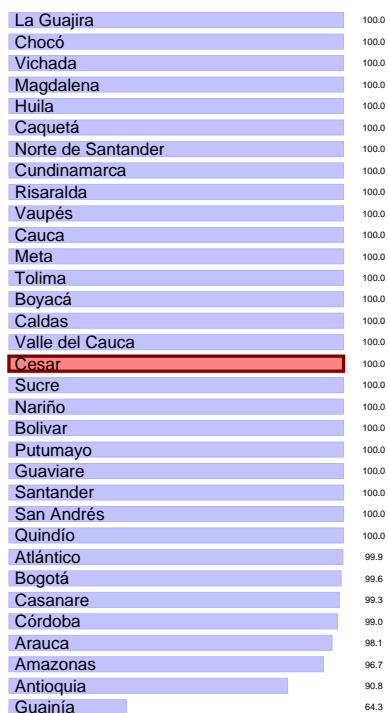 La Guajira 100.0
Chocó 100.0
Vichada 100.0
Magdalena 100.0
Huila 100.0
Caquetá 100.0
Norte de Santander 100.0
Cundinamarca 100.0
Risaralda 100.0
Vaupés 100.0
Cauca 100.0
Meta 100.0
Tolima 100.0
Boyacá 100.0
Caldas 100.0
Valle del Cauca 100.0
Cesar 100.0
Sucre 100.0
Nariño 100.0
Bolivar 100.0
Putumayo 100.0
Guaviare 100.0
Santander 100.0
San Andrés 100.0
Quindío 100.0
Atlántico 99.9
Bogotá 99.6
Casanare 99.3
Córdoba 99.0
Arauca 98.1
Amazonas 96.7
Antioquia 90.8
Guainía 64.3